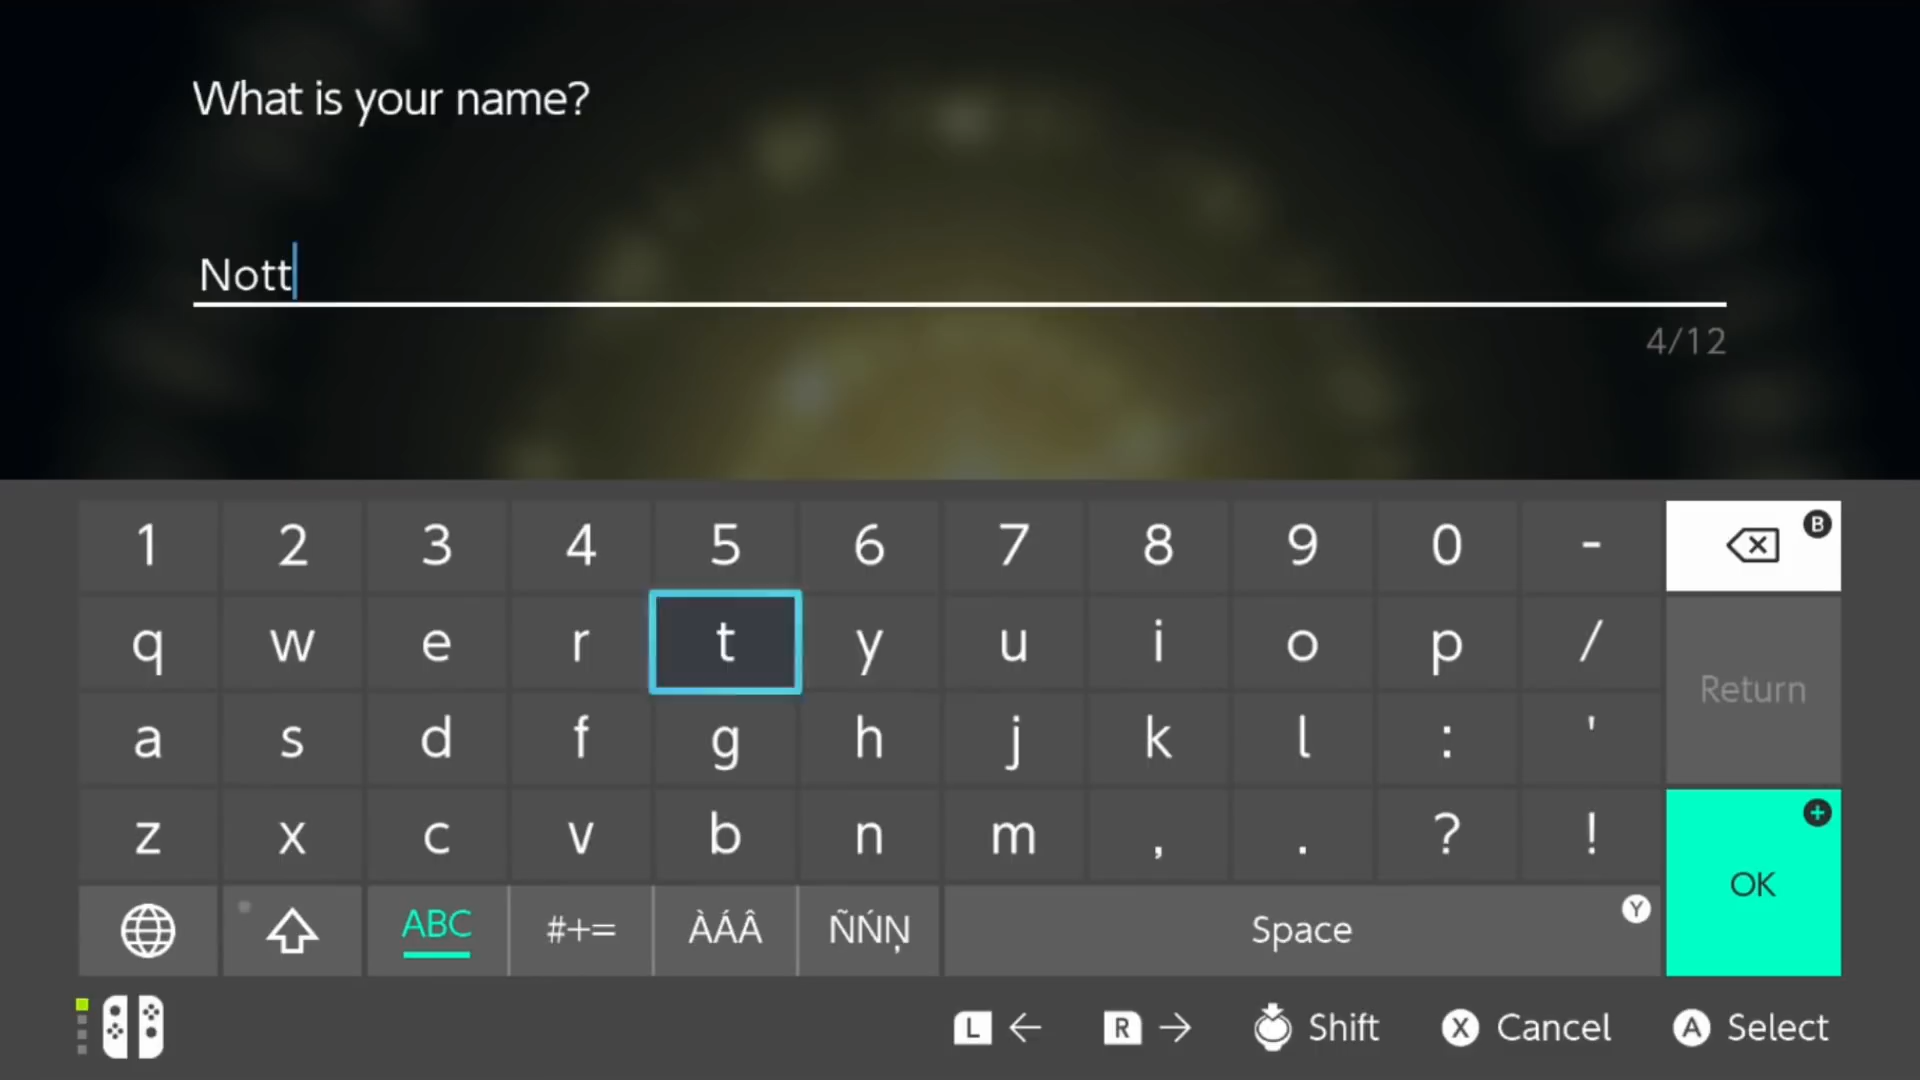 What is your name?
Nott
4/12
1 2 3 4 5 6 7 8 9 0 - B
q w e r t y u i o p /
Return
a s d f g h j k l : '
z x c v b n m , . ? ! +
OK
ABC #+= ÀÁÂ ÑŃŅ Space Y
L ← R → Shift X Cancel A Select